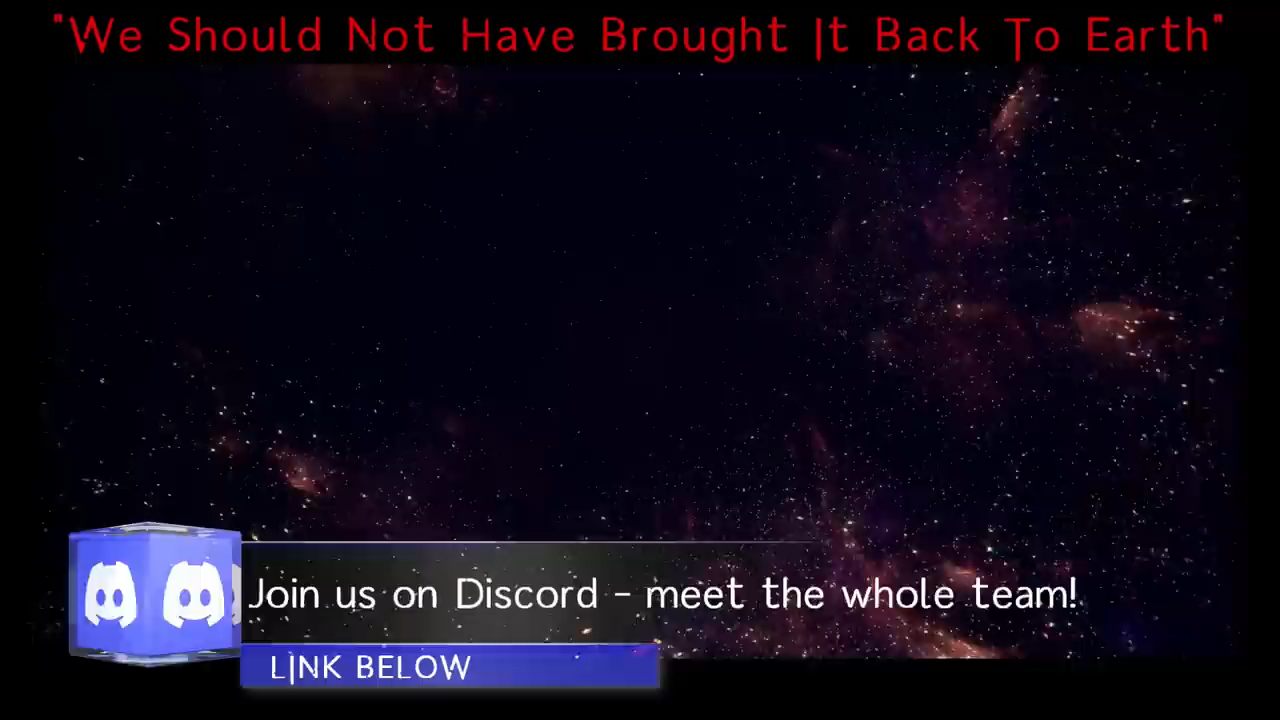 "We Should Not Have Brought It Back To Earth"
Join us on Discord - meet the whole team!
LINK BELOW